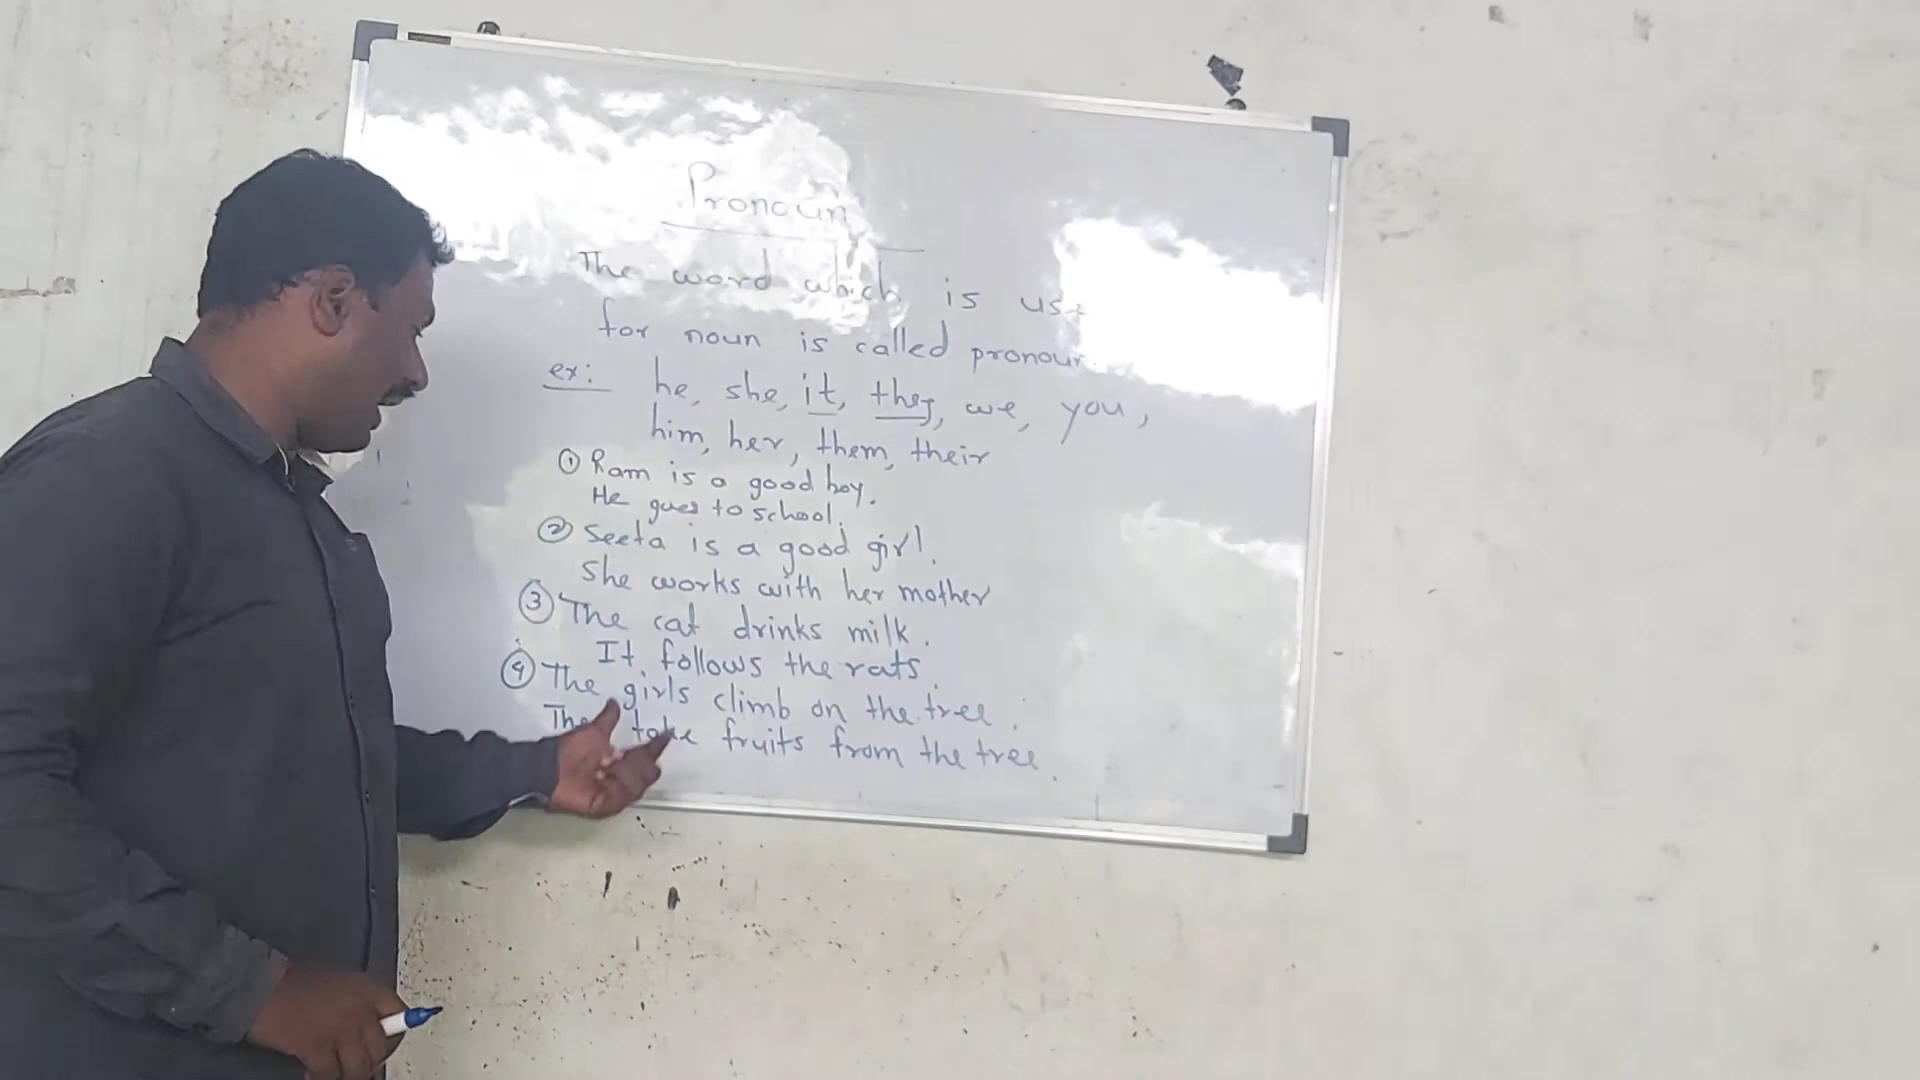 Pronoun
The word which is
for noun is called pronoun
ex: he, she, it, they, we, you,
him, her, them, their
① Ram is a good boy.
He goes to school.
② Seeta is a good girl.
She works with her mother
③ The cat drinks milk.
It follows the rats.
④ The girls climb on the tree.
take fruits from the tree.